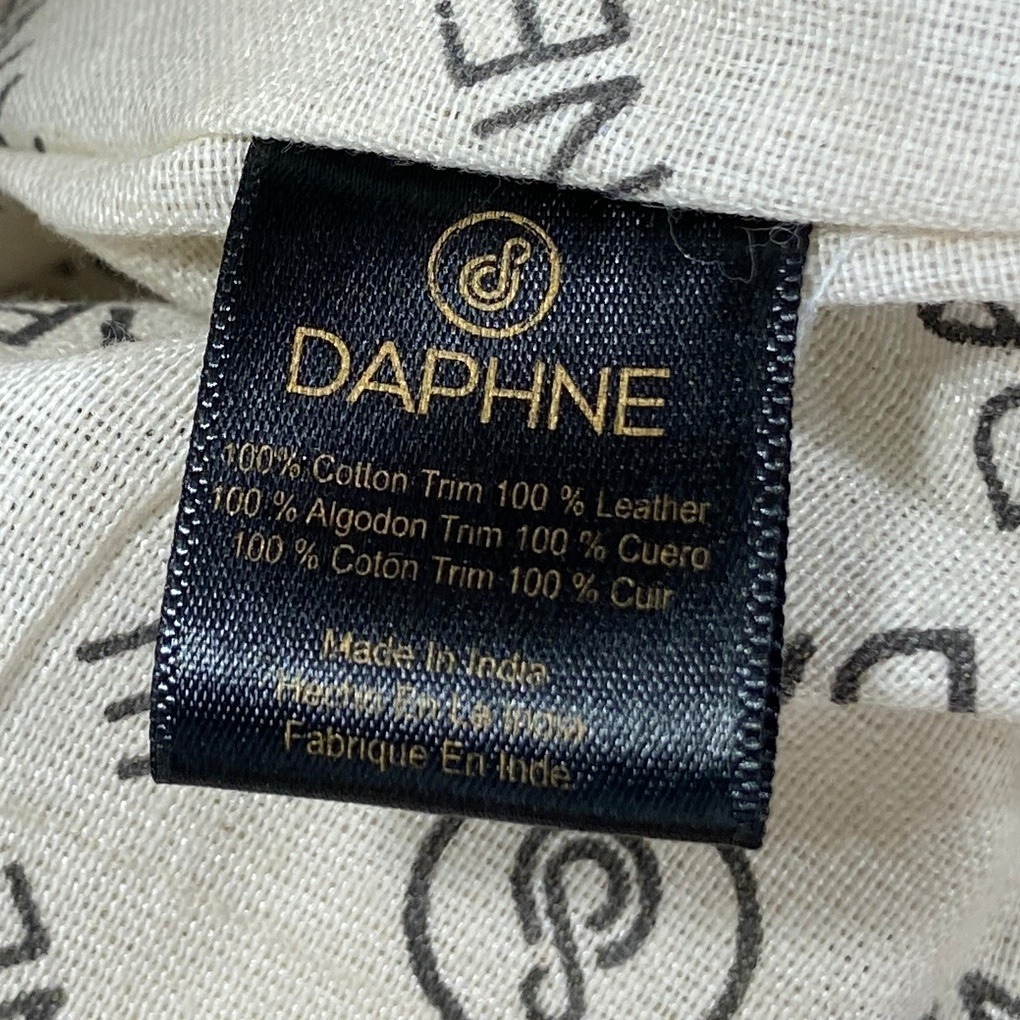 NE
DAPHNE
100% Cotton Trim 100 % Leather
100 % Algodon Trim 100 % Cuero
100 % Coton Trim 100 % Cuir
Made In India
Hecho En La India
Fabrique En Inde